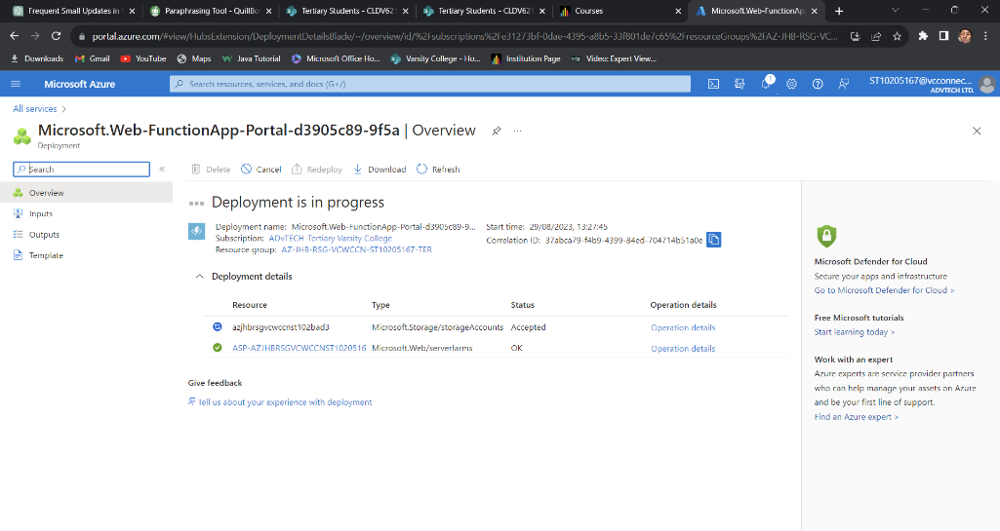 Frequent Small Updates in
Paraphrasing Tool - QuillBo
Tertiary Students - CLDV621
Tertiary Students - CLDV621
Courses
Microsoft.Web-FunctionApp
portal.azure.com/#view/HubsExtension/DeploymentDetailsBlade/~/overview/id/%2Fsubscriptions%2Fe31273bf-0dae-4395-a8b5-33f801de7c65%2FresourceGroups%2FAZ-JHB-RSG-VC...
Downloads
Gmail
YouTube
Maps
Java Tutorial
Microsoft Office Ho...
Varsity College - Ho...
Institution Page
Video: Expert View...
Microsoft Azure
Search resources, services, and docs (G+/)
1
ST10205167@vcconnec...
ADVTECH LTD.
All services >
Microsoft.Web-FunctionApp-Portal-d3905c89-9f5a | Overview
Deployment
Search
«
Overview
Inputs
Outputs
Template
Delete
Cancel
Redeploy
Download
Refresh
Deployment is in progress
Deployment name: Microsoft.Web-FunctionApp-Portal-d3905c89-9...
Subscription: ADvTECH Tertiary Varsity College
Resource group: AZ-JHB-RSG-VCWCCN-ST10205167-TER
Start time: 29/08/2023, 13:27:45
Correlation ID: 37abca79-f4b9-4399-84ed-704714b51a0e
Deployment details
Resource Type Status Operation details
azjhbrsgvcwccnst102bad3 Microsoft.Storage/storageAccounts Accepted Operation details
ASP-AZJHBRSGVCWCCNST1020516 Microsoft.Web/serverfarms OK Operation details
Give feedback
Tell us about your experience with deployment
Microsoft Defender for Cloud
Secure your apps and infrastructure
Go to Microsoft Defender for Cloud >
Free Microsoft tutorials
Start learning today >
Work with an expert
Azure experts are service provider partners
who can help manage your assets on Azure
and be your first line of support.
Find an Azure expert >